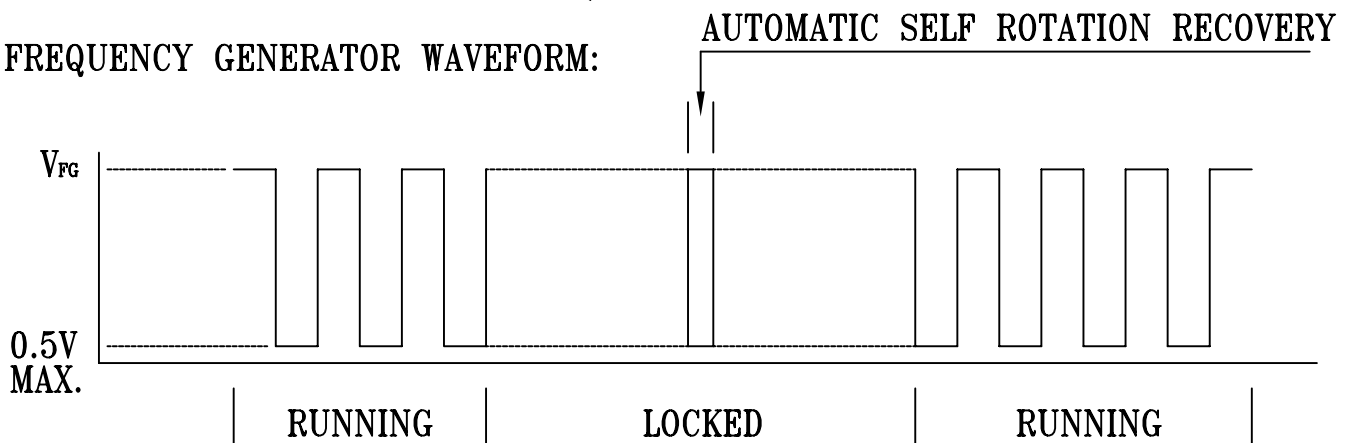 AUTOMATIC SELF ROTATION RECOVERY
FREQUENCY GENERATOR WAVEFORM:
VFG
0.5V
MAX.
RUNNING LOCKED RUNNING